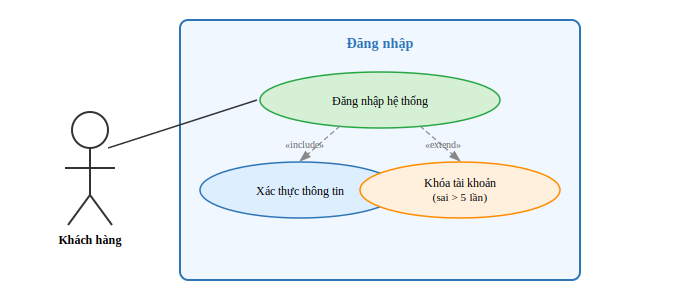 Đăng nhập
Đăng nhập hệ thống
«include»
«extend»
Xác thực thông tin
Khóa tài khoản
(sai > 5 lần)
Khách hàng